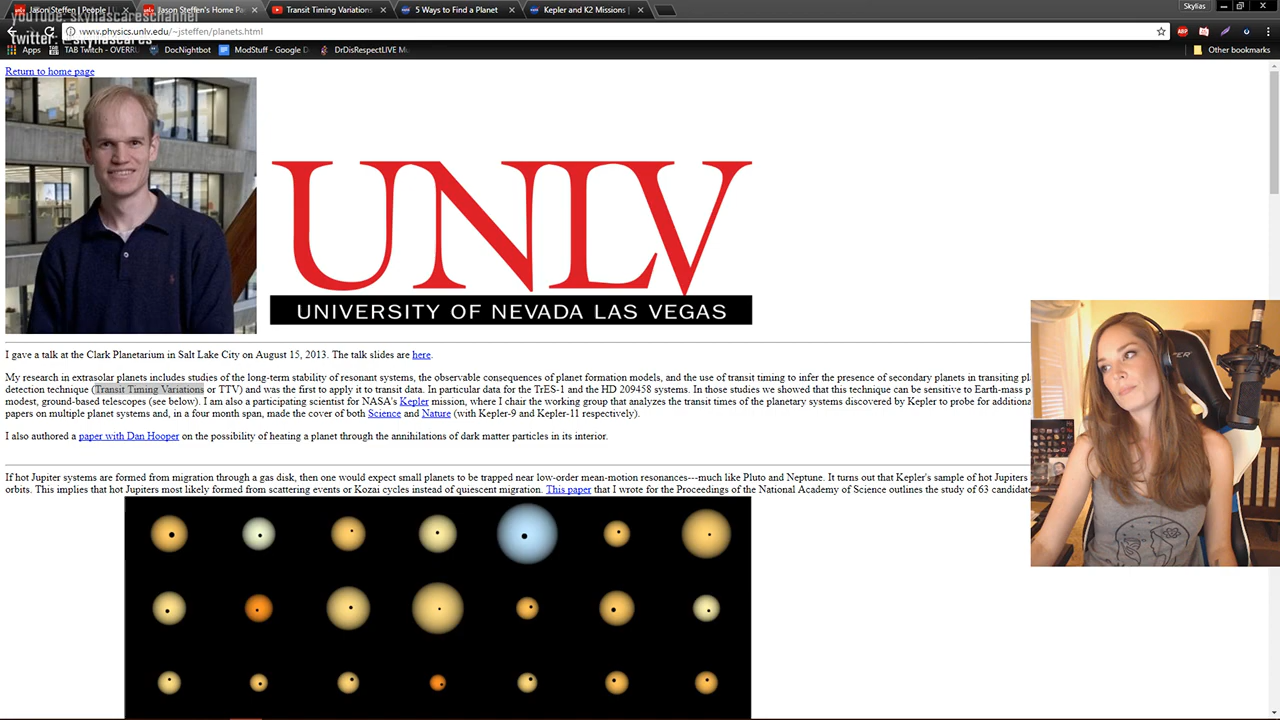 youTube: skyliascareschannel
twitter: @skyliascares
Jason Steffen | People | U
Jason Steffen's Home Pa
Transit Timing Variations
5 Ways to Find a Planet
Kepler and K2 Missions |
Skylias
www.physics.unlv.edu/~jsteffen/planets.html
ABP
Apps
TAB Twitch - OVERRU
DocNightbot
ModStuff - Google D
DrDisRespectLIVE Mu
Other bookmarks
Return to home page
UNLV
UNIVERSITY OF NEVADA LAS VEGAS
I gave a talk at the Clark Planetarium in Salt Lake City on August 15, 2013. The talk slides are here.
My research in extrasolar planets includes studies of the long-term stability of resonant systems, the observable consequences of planet formation models, and the use of transit timing to infer the presence of secondary planets in transiting pl
detection technique (Transit Timing Variations or TTV) and was the first to apply it to transit data. In particular data for the TrES-1 and the HD 209458 systems. In those studies we showed that this technique can be sensitive to Earth-mass p
modest, ground-based telescopes (see below). I am also a participating scientist for NASA's Kepler mission, where I chair the working group that analyzes the transit times of the planetary systems discovered by Kepler to probe for additiona
papers on multiple planet systems and, in a four month span, made the cover of both Science and Nature (with Kepler-9 and Kepler-11 respectively).
I also authored a paper with Dan Hooper on the possibility of heating a planet through the annihilations of dark matter particles in its interior.
If hot Jupiter systems are formed from migration through a gas disk, then one would expect small planets to be trapped near low-order mean-motion resonances---much like Pluto and Neptune. It turns out that Kepler's sample of hot Jupiters
orbits. This implies that hot Jupiters most likely formed from scattering events or Kozai cycles instead of quiescent migration. This paper that I wrote for the Proceedings of the National Academy of Science outlines the study of 63 candidate